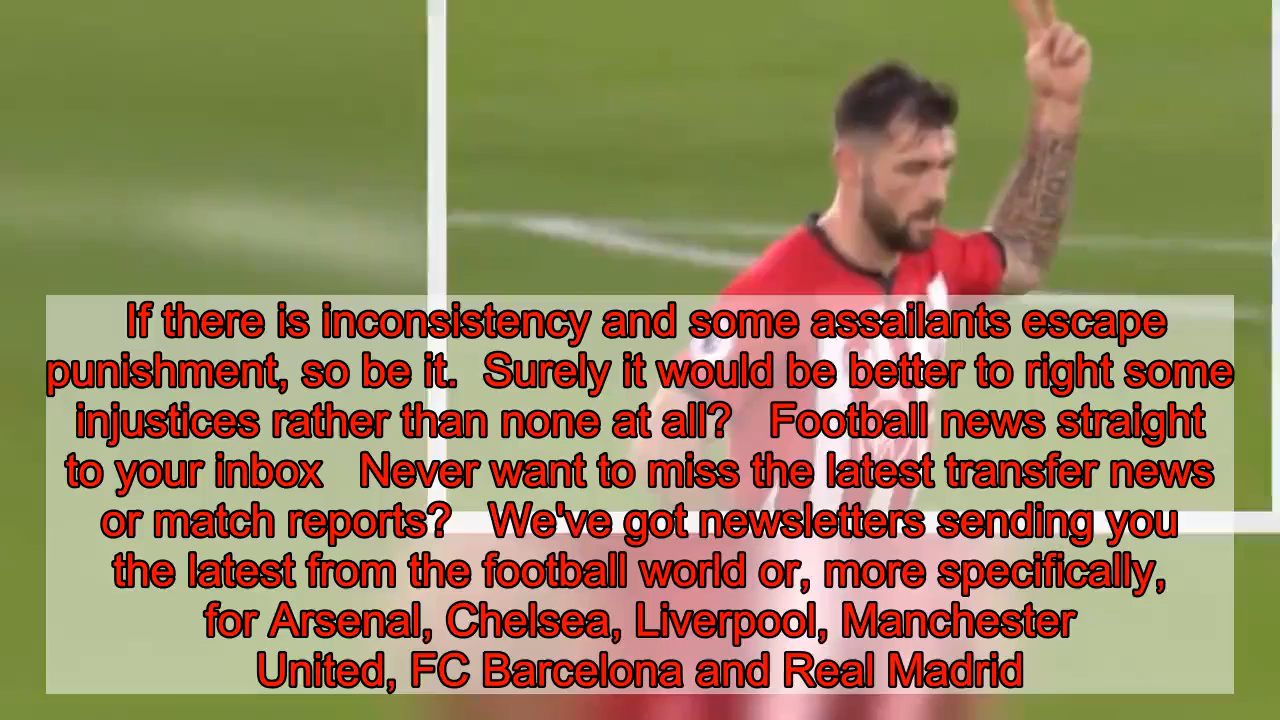 If there is inconsistency and some assailants escape
punishment, so be it.  Surely it would be better to right some
injustices rather than none at all?   Football news straight
to your inbox   Never want to miss the latest transfer news
or match reports?   We've got newsletters sending you
the latest from the football world or, more specifically,
for Arsenal, Chelsea, Liverpool, Manchester
United, FC Barcelona and Real Madrid